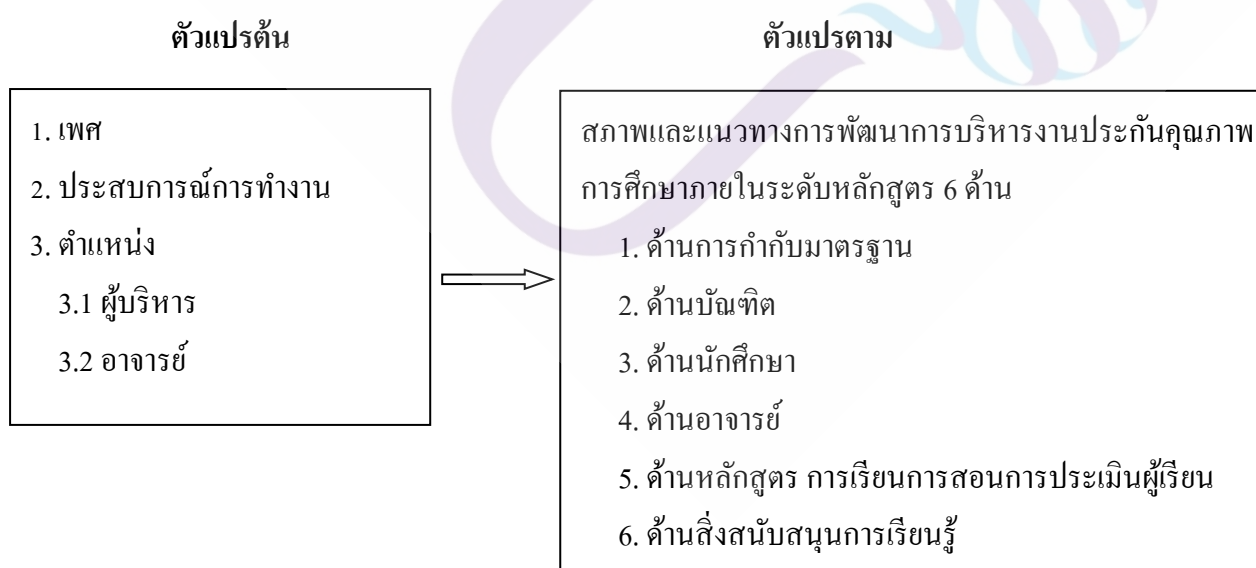 ตัวแปรต้น
1. เพศ
2. ประสบการณ์การทำงาน
3. ตำแหน่ง
3.1 ผู้บริหาร
3.2 อาจารย์
ตัวแปรตาม
สภาพและแนวทางการพัฒนาการบริหารงานประกันคุณภาพ
การศึกษาภายในระดับหลักสูตร 6 ด้าน
1. ด้านการกำกับมาตรฐาน
2. ด้านบัณฑิต
3. ด้านนักศึกษา
4. ด้านอาจารย์
5. ด้านหลักสูตร การเรียนการสอนการประเมินผู้เรียน
6. ด้านสิ่งสนับสนุนการเรียนรู้